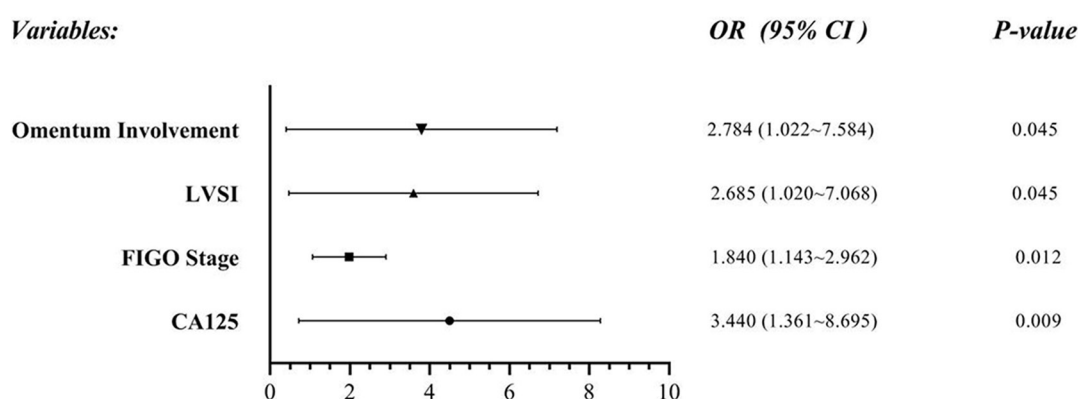 Variables: OR (95% CI ) P-value
Omentum Involvement 2.784 (1.022~7.584) 0.045
LVSI 2.685 (1.020~7.068) 0.045
FIGO Stage 1.840 (1.143~2.962) 0.012
CA125 3.440 (1.361~8.695) 0.009
0 2 4 6 8 10